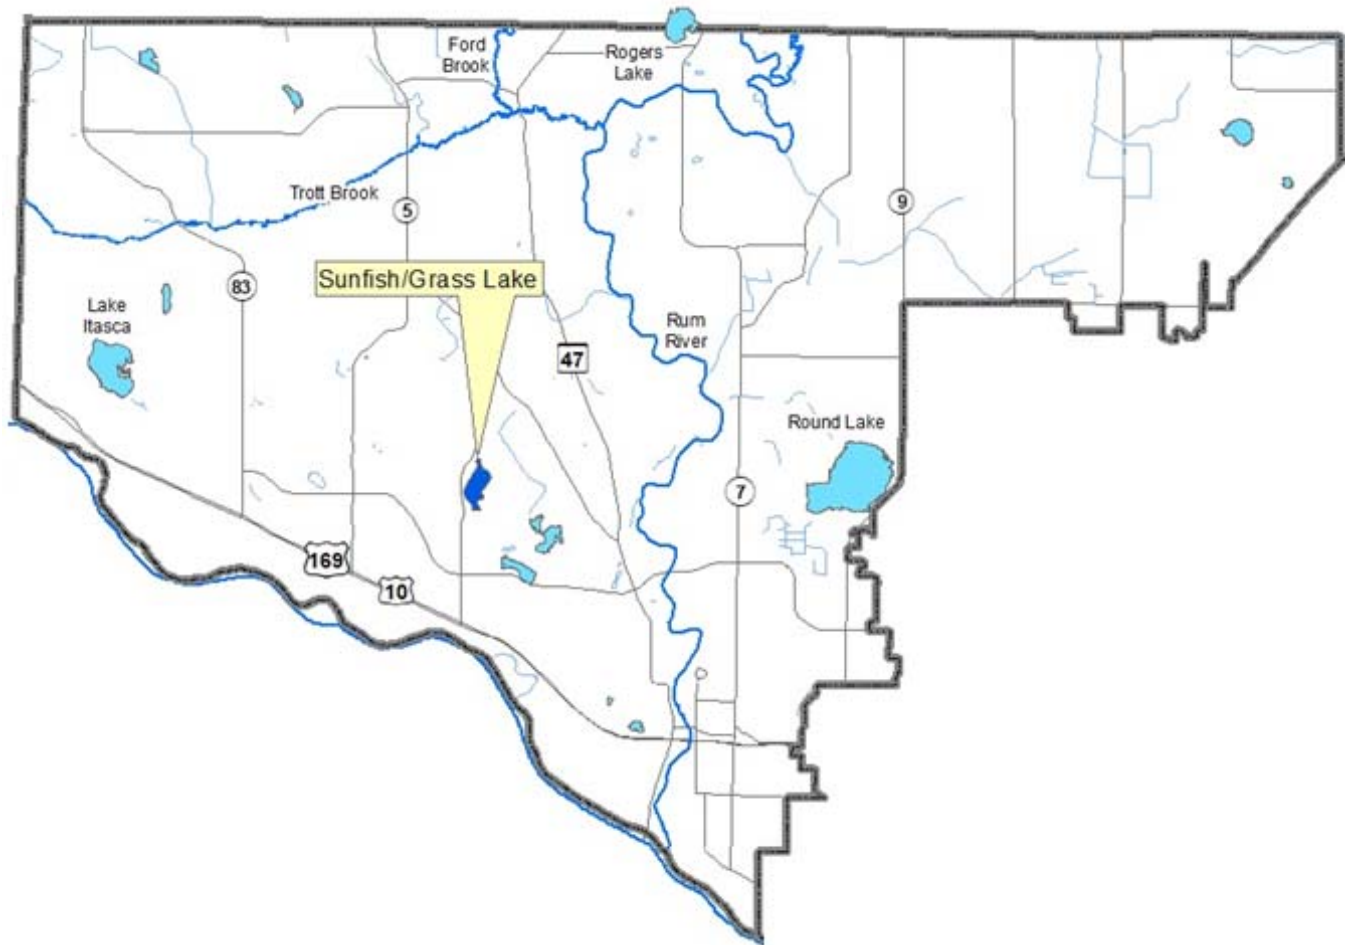 Ford
Brook
Rogers
Lake
Trott Brook
5
9
Sunfish/Grass Lake
83
Lake
Itasca
Rum
River
47
Round Lake
7
169
10